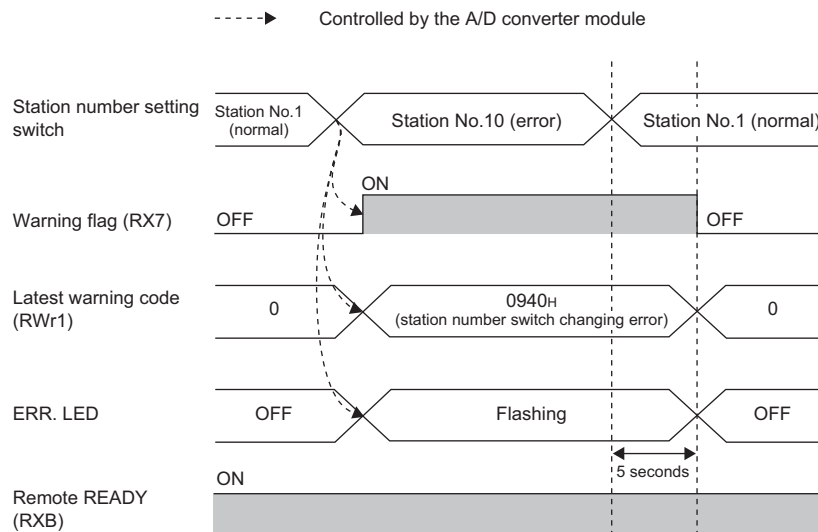 Controlled by the A/D converter module
Station number setting
switch
Station No.1
(normal)
Station No.10 (error)
Station No.1 (normal)
Warning flag (RX7)
OFF
ON
OFF
Latest warning code
(RWr1)
0
0940H
(station number switch changing error)
0
ERR. LED
OFF
Flashing
OFF
5 seconds
ON
Remote READY
(RXB)